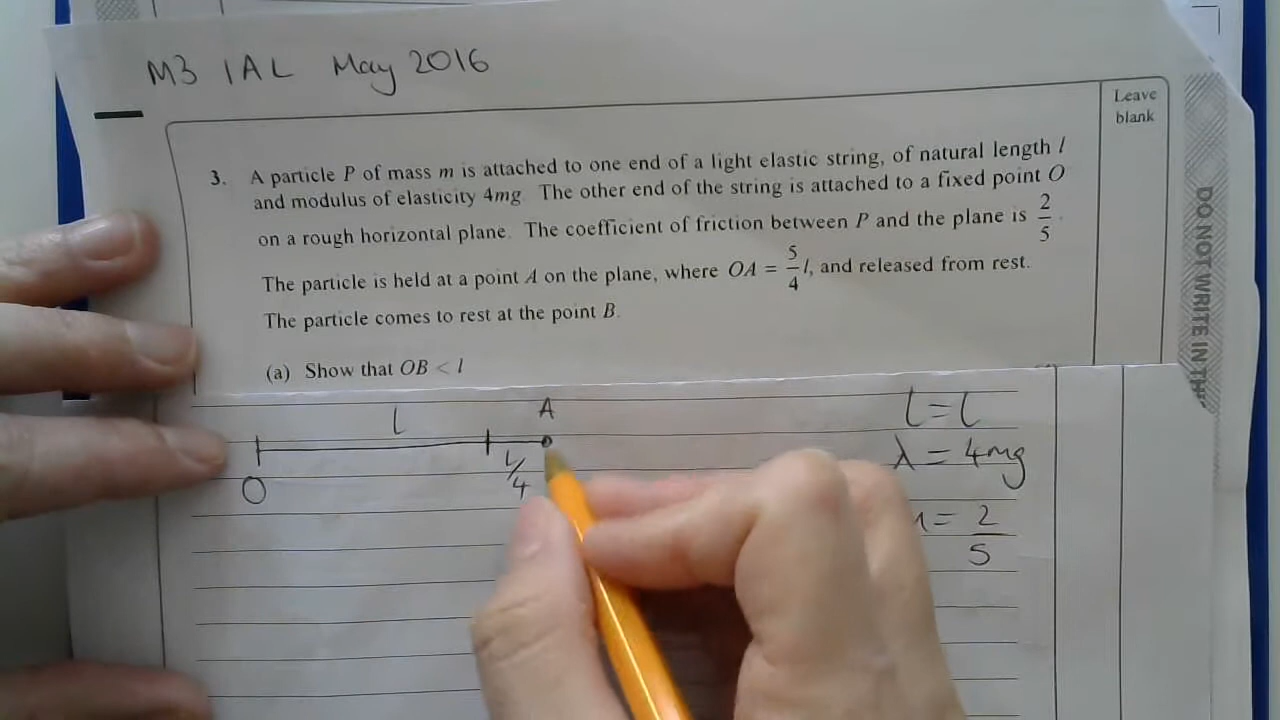 M3 IAL May 2016
Leave
blank
3. A particle P of mass m is attached to one end of a light elastic string, of natural length l
and modulus of elasticity 4mg. The other end of the string is attached to a fixed point O
on a rough horizontal plane. The coefficient of friction between P and the plane is 2/5.
The particle is held at a point A on the plane, where OA = 5/4 l, and released from rest.
The particle comes to rest at the point B.
(a) Show that OB < l
l
A
O
l/4
l = l
λ = 4mg
= 2/5
DO NOT WRITE IN